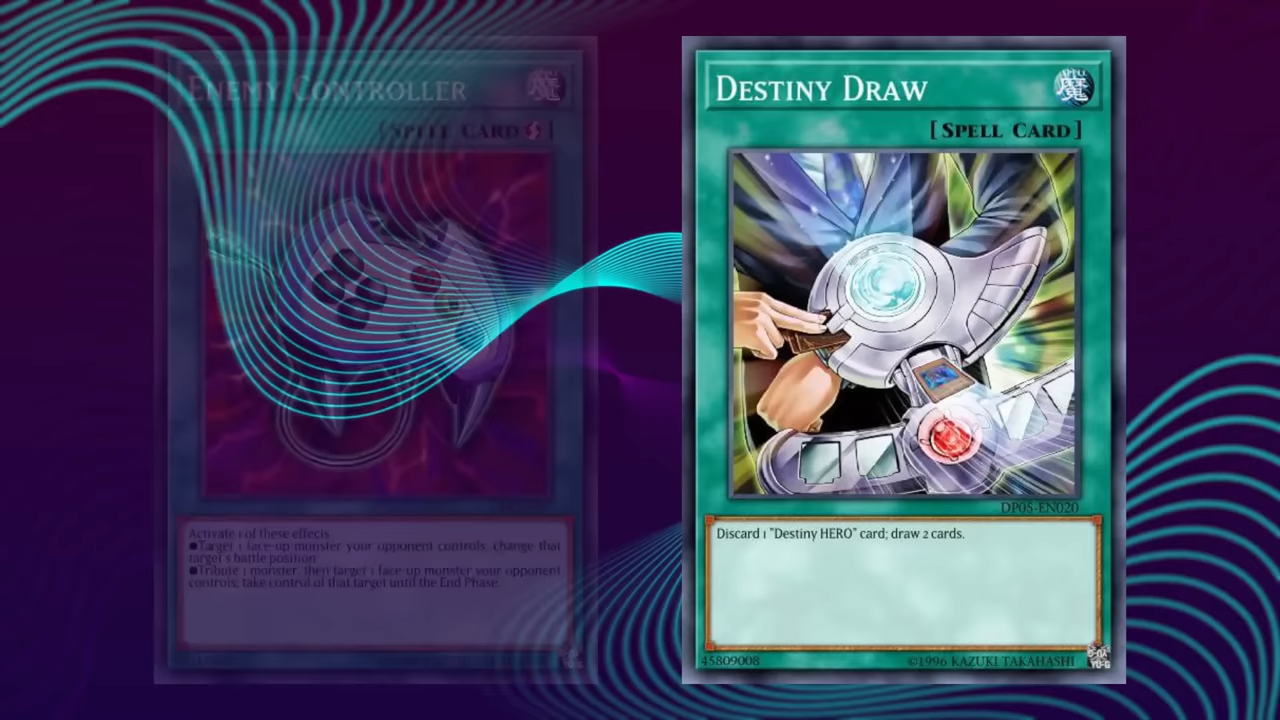 ENEMY CONTROLLER
[ SPELL CARD ]
Activate 1 of these effects.
●Target 1 face-up monster your opponent controls; change that
target's battle position.
●Tribute 1 monster, then target 1 face-up monster your opponent
controls; take control of that target until the End Phase.
DESTINY DRAW
魔
[ SPELL CARD ]
DP05-EN020
Discard 1 "Destiny HERO" card; draw 2 cards.
45809008
©1996 KAZUKI TAKAHASHI